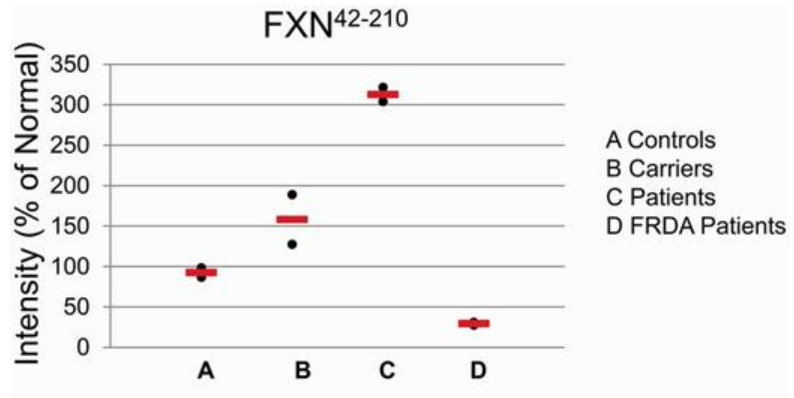 FXN42-210
Intensity (% of Normal)
350
300
250
200
150
100
50
0
A B C D
A Controls
B Carriers
C Patients
D FRDA Patients